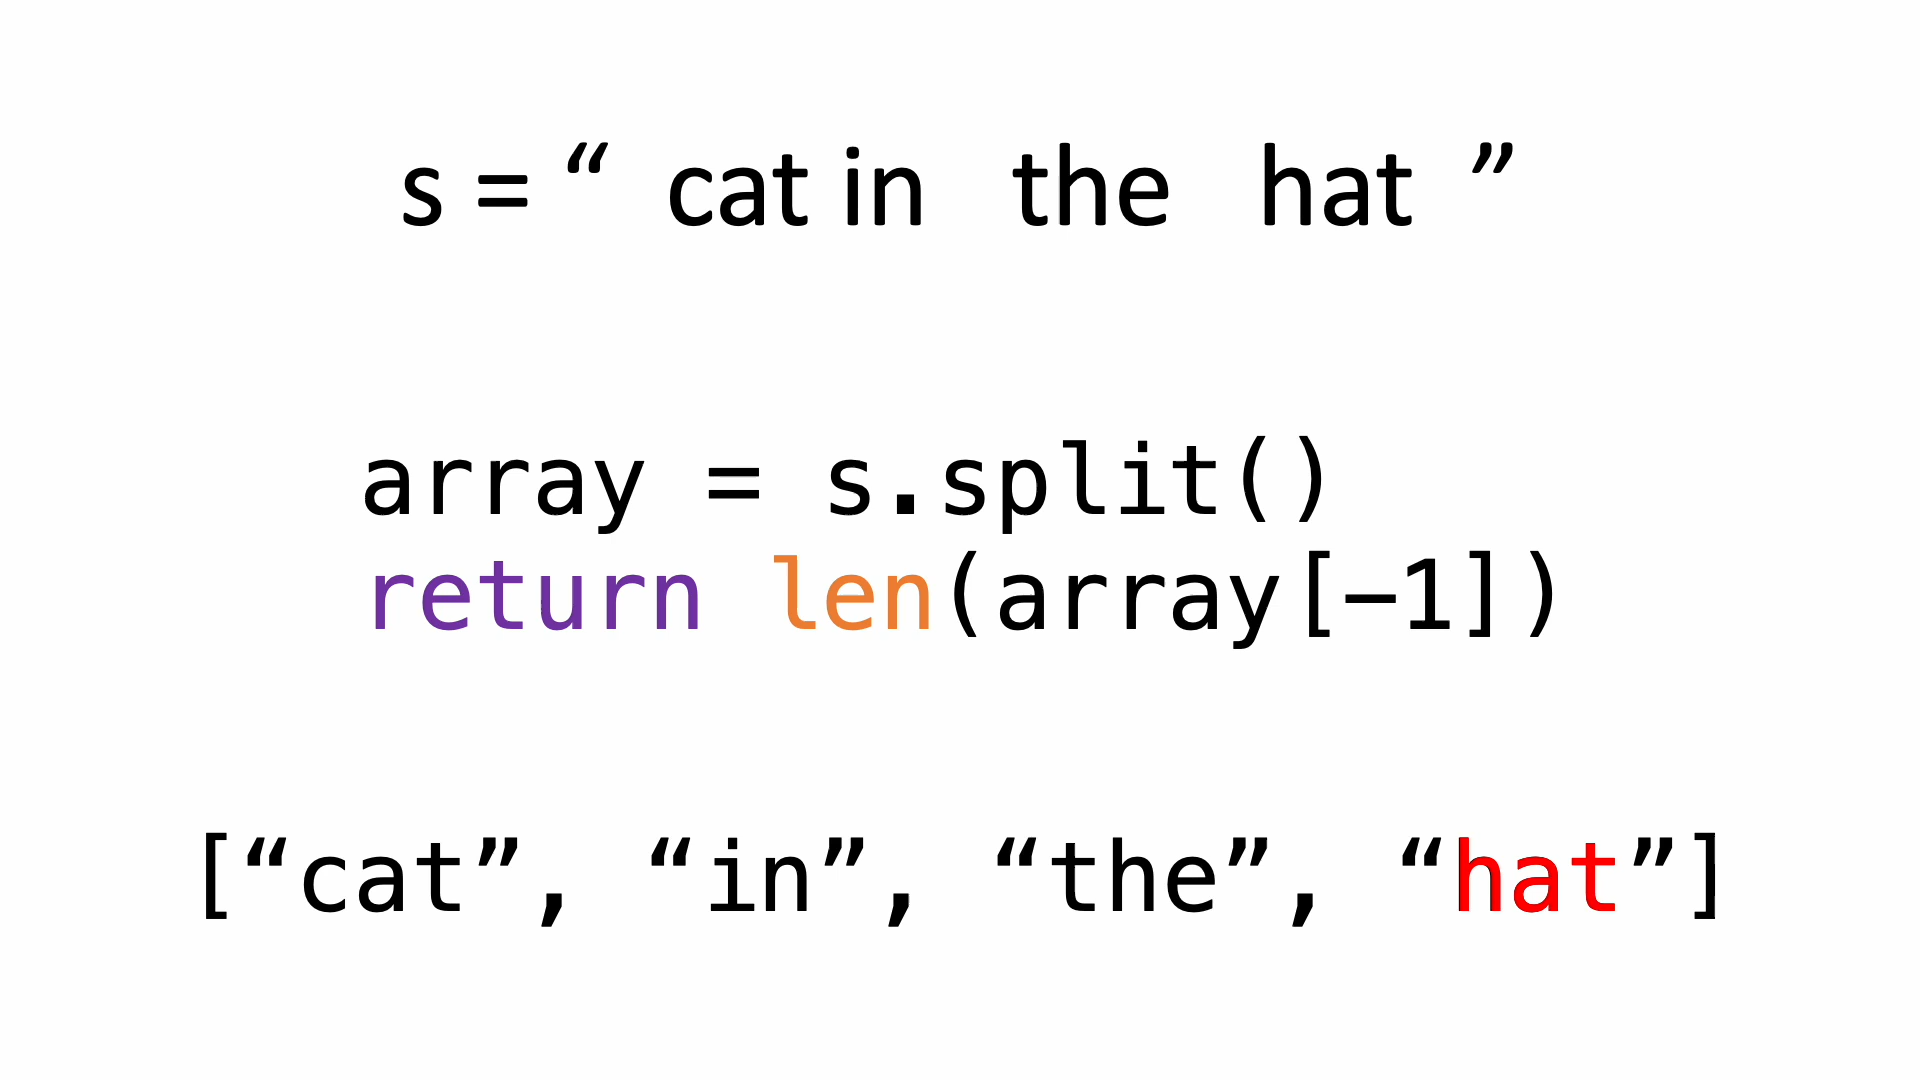 s = “  cat in   the   hat  ”
array = s.split()
return len(array[-1])
[“cat”, “in”, “the”, “hat”]